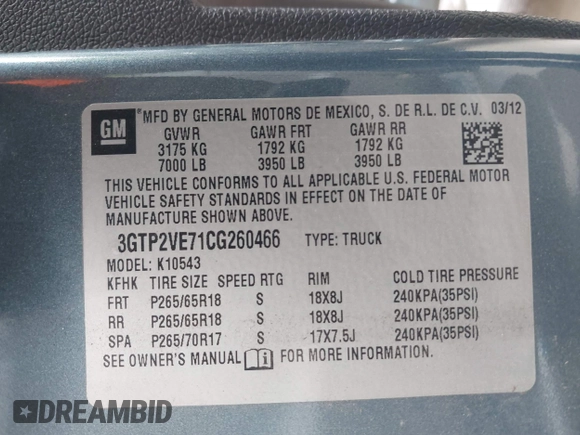 GM
*MFD BY GENERAL MOTORS DE MEXICO, S. DE R.L. DE C.V. 03/12
GVWR GAWR FRT GAWR RR
3175 KG 1792 KG 1792 KG
7000 LB 3950 LB 3950 LB
THIS VEHICLE CONFORMS TO ALL APPLICABLE U.S. FEDERAL MOTOR
VEHICLE SAFETY STANDARDS IN EFFECT ON THE DATE OF
MANUFACTURE SHOWN ABOVE.
3GTP2VE71CG260466 TYPE: TRUCK
MODEL: K10543
KFHK TIRE SIZE SPEED RTG RIM COLD TIRE PRESSURE
FRT P265/65R18 S 18X8J 240KPA(35PSI)
RR P265/65R18 S 18X8J 240KPA(35PSI)
SPA P265/70R17 S 17X7.5J 240KPA(35PSI)
SEE OWNER'S MANUAL FOR MORE INFORMATION.
DREAMBID